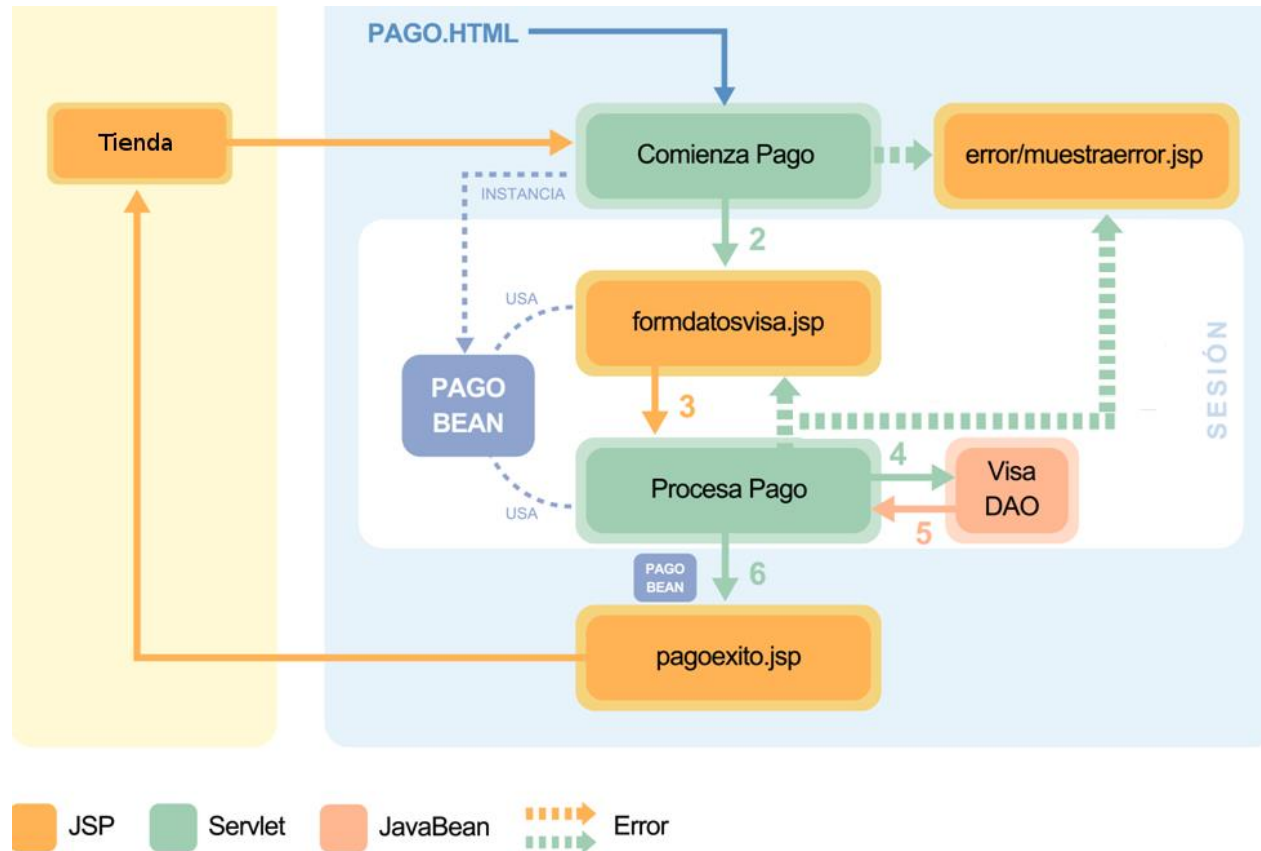 PAGO.HTML
Tienda
Comienza Pago
error/muestraerror.jsp
INSTANCIA
2
USA
formdatosvisa.jsp
PAGO
BEAN
3
SESIÓN
USA
Procesa Pago
4
5
Visa
DAO
PAGO
BEAN
6
pagoexito.jsp
JSP
Servlet
JavaBean
Error